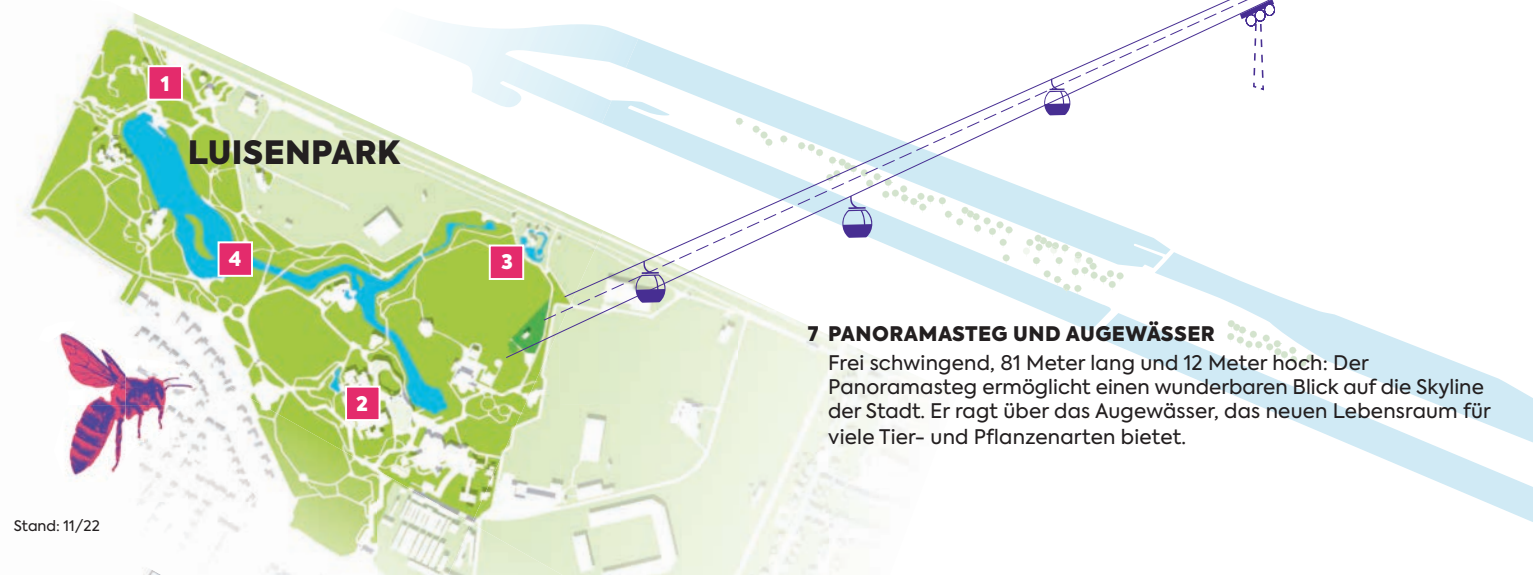 1
LUISENPARK
4
3
2
7 PANORAMASTEG UND AUGEWÄSSER
Frei schwingend, 81 Meter lang und 12 Meter hoch: Der
Panoramasteg ermöglicht einen wunderbaren Blick auf die Skyline
der Stadt. Er ragt über das Augewässer, das neuen Lebensraum für
viele Tier- und Pflanzenarten bietet.
Stand: 11/22